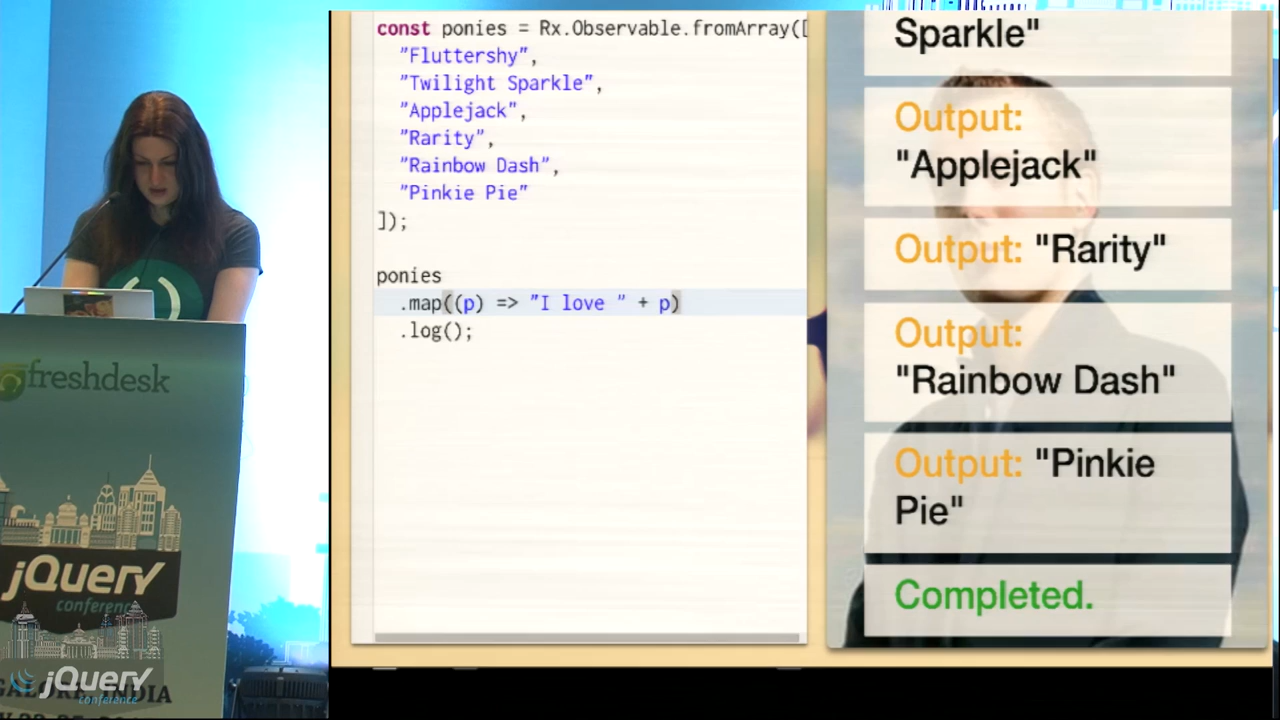 const ponies = Rx.Observable.fromArray([
"Fluttershy",
"Twilight Sparkle",
"Applejack",
"Rarity",
"Rainbow Dash",
"Pinkie Pie"
]);
ponies
.map((p) => "I love " + p)
.log();
Sparkle"
Output:
"Applejack"
Output: "Rarity"
Output:
"Rainbow Dash"
Output: "Pinkie
Pie"
Completed.
freshdesk
jQuery
conference
jQuery
conference
INDIA